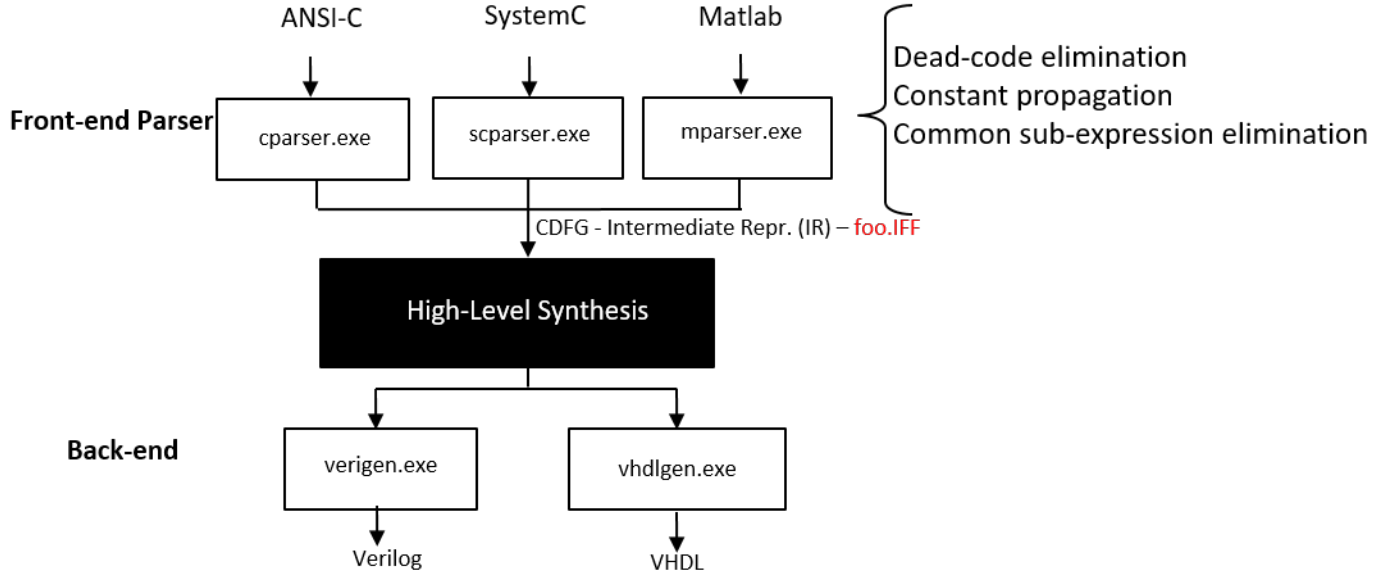 ANSI-C
SystemC
Matlab
Dead-code elimination
Constant propagation
Common sub-expression elimination
Front-end Parser
cparser.exe
scparser.exe
mparser.exe
CDFG - Intermediate Repr. (IR) – foo.IFF
High-Level Synthesis
Back-end
verigen.exe
vhdlgen.exe
Verilog
VHDL